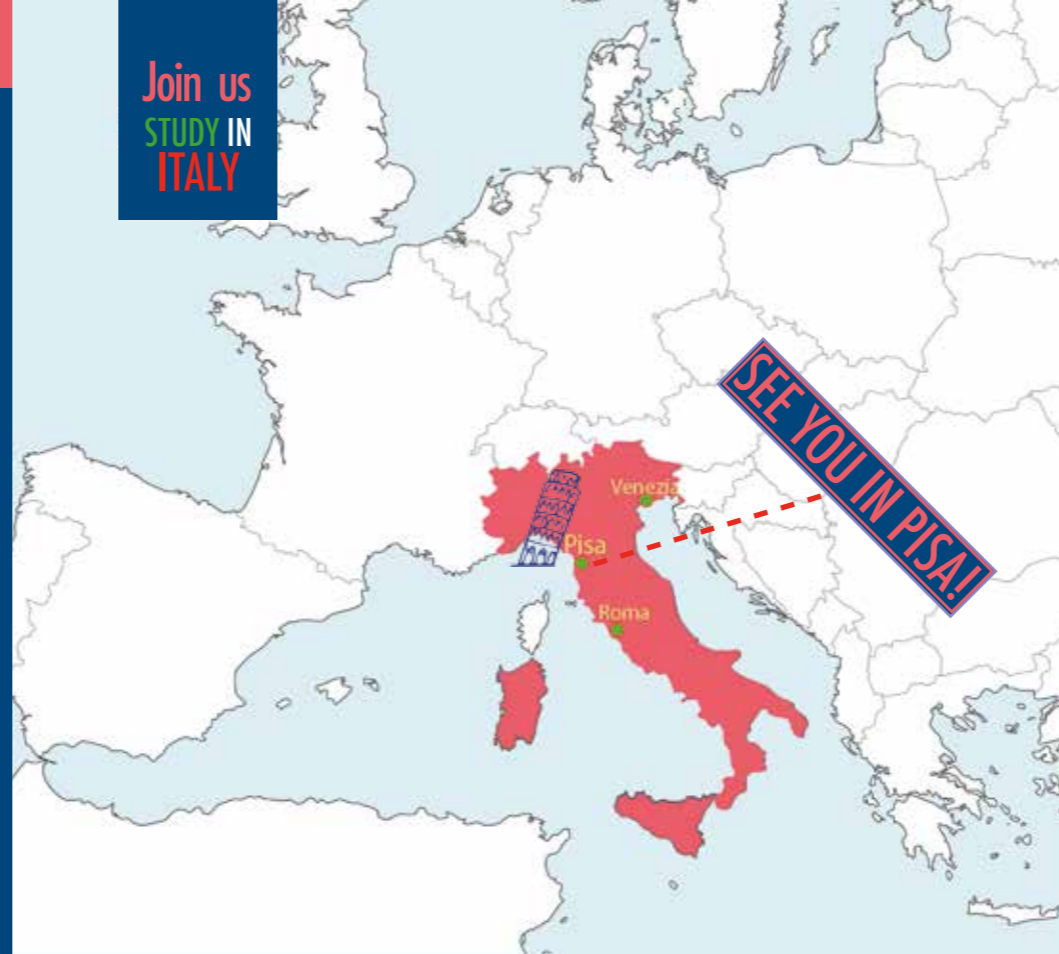 Join us
STUDY IN
ITALY
SEE YOU IN PISA!
Venezia
Pisa
Roma